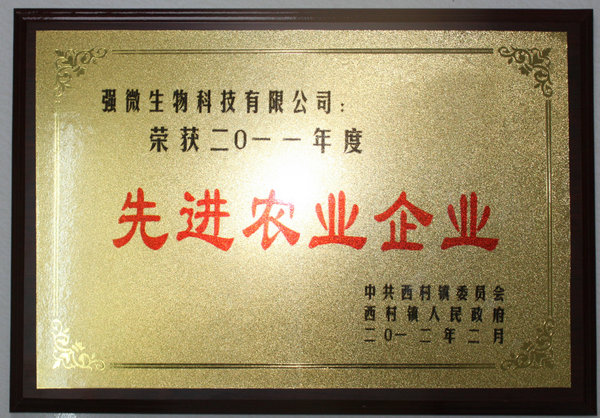 强微生物科技有限公司：
荣获二〇一一年度
先进农业企业
中共西村镇委员会
西村镇人民政府
二〇一二年二月